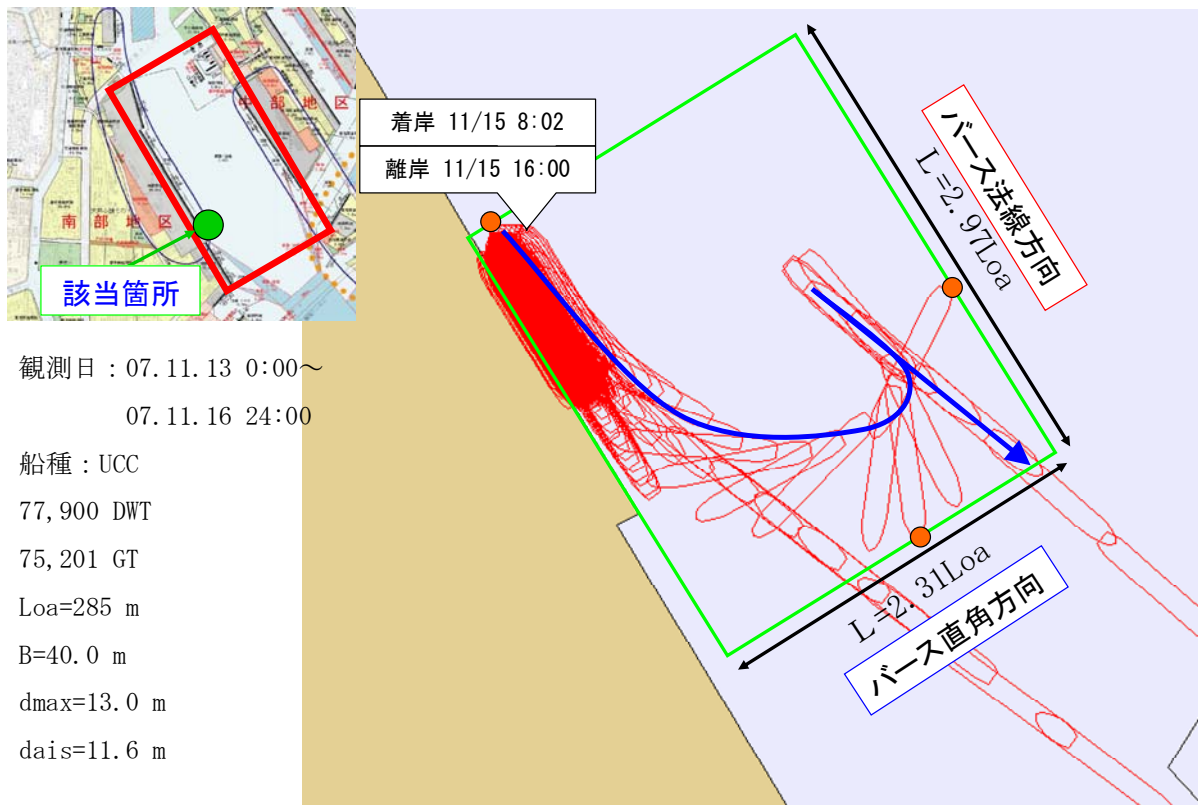 中部地区
南部地区
該当箇所
着岸 11/15 8:02
離岸 11/15 16:00
バース法線方向
L=2.97Loa
L=2.31Loa
バース直角方向
観測日：07.11.13 0:00～
07.11.16 24:00
船種：UCC
77,900 DWT
75,201 GT
Loa=285 m
B=40.0 m
dmax=13.0 m
dais=11.6 m